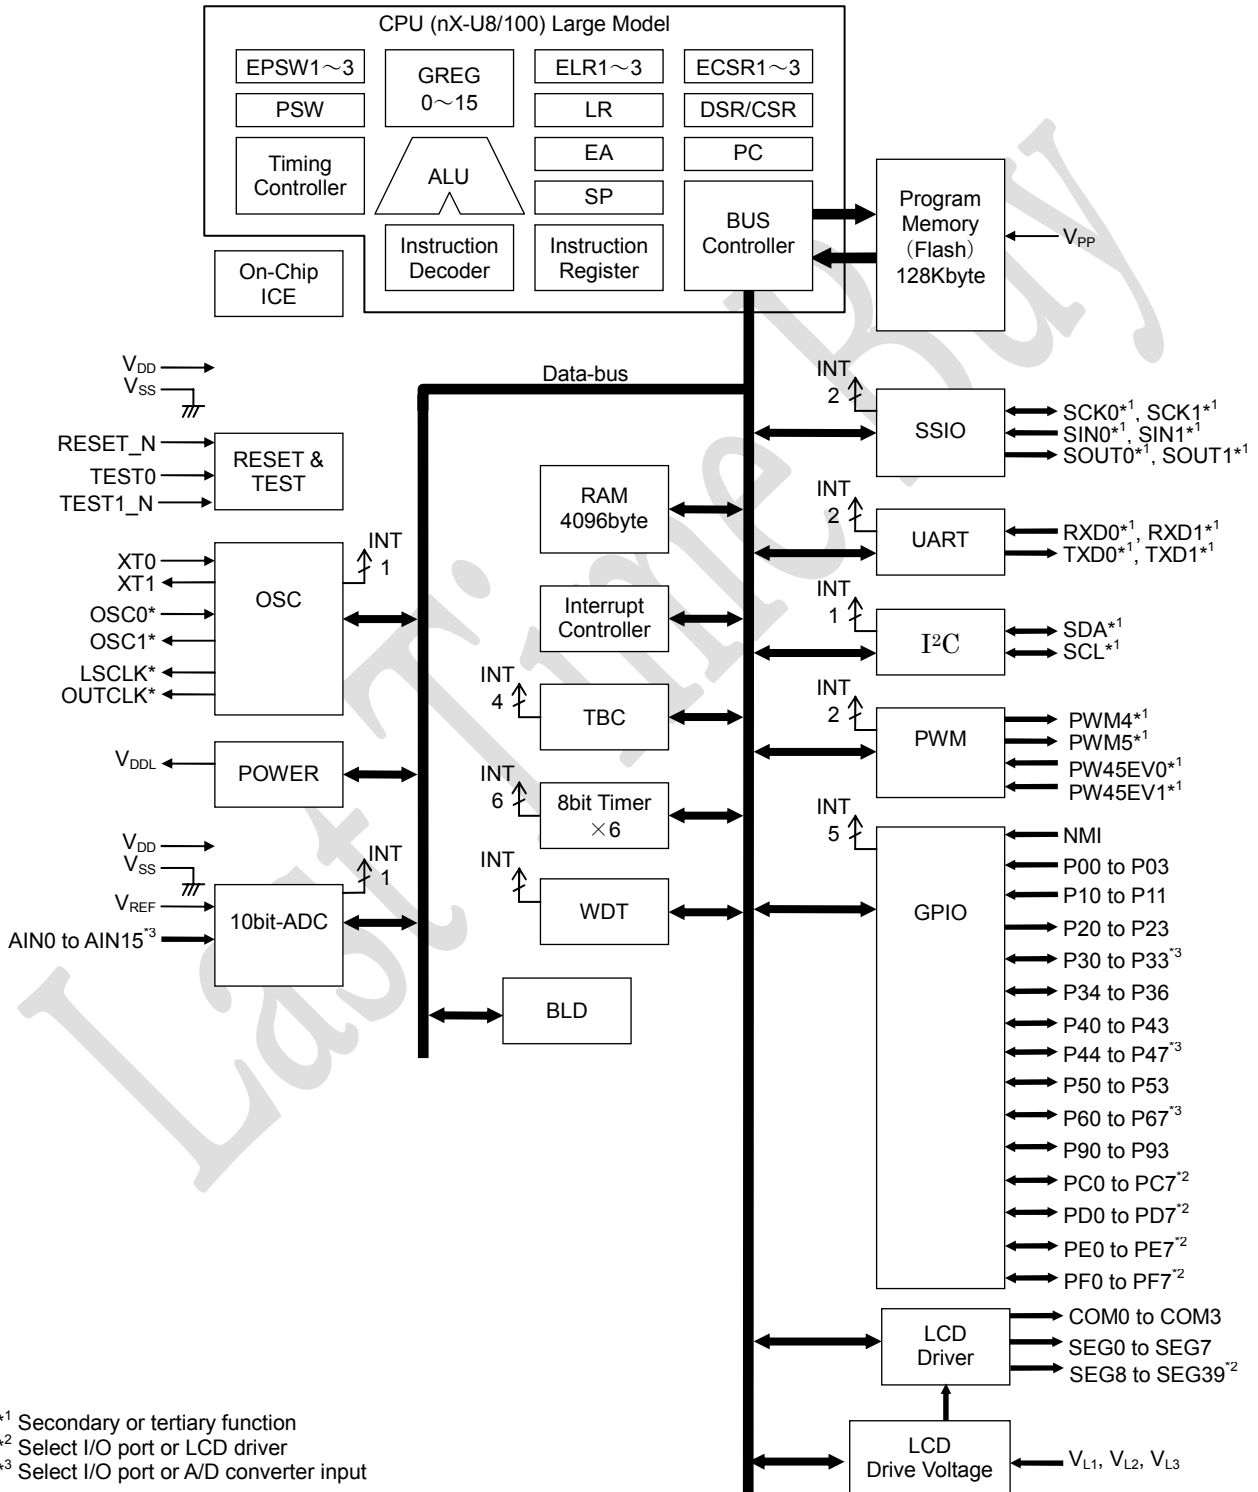 CPU (nX-U8/100) Large Model
EPSW1～3
GREG
0～15
ELR1～3
ECSR1～3
PSW
LR
DSR/CSR
Timing
Controller
ALU
EA
PC
SP
BUS
Controller
Program
Memory
(Flash)
128Kbyte
VPP
Instruction
Decoder
Instruction
Register
On-Chip
ICE
VDD
VSS
Data-bus
RESET_N
TEST0
TEST1_N
RESET &
TEST
INT
2
SSIO
SCK0*1, SCK1*1
SIN0*1, SIN1*1
SOUT0*1, SOUT1*1
RAM
4096byte
INT
2
UART
RXD0*1, RXD1*1
TXD0*1, TXD1*1
XT0
XT1
OSC0*
OSC1*
LSCLK*
OUTCLK*
OSC
INT
1
Interrupt
Controller
INT
1
I²C
SDA*1
SCL*1
INT
4
TBC
INT
2
PWM
PWM4*1
PWM5*1
PW45EV0*1
PW45EV1*1
VDDL
POWER
INT
6
8bit Timer
×6
VDD
VSS
VREF
AIN0 to AIN15*3
10bit-ADC
INT
1
INT
WDT
BLD
INT
5
GPIO
NMI
P00 to P03
P10 to P11
P20 to P23
P30 to P33*3
P34 to P36
P40 to P43
P44 to P47*3
P50 to P53
P60 to P67*3
P90 to P93
PC0 to PC7*2
PD0 to PD7*2
PE0 to PE7*2
PF0 to PF7*2
LCD
Driver
COM0 to COM3
SEG0 to SEG7
SEG8 to SEG39*2
LCD
Drive Voltage
VL1, VL2, VL3
*1 Secondary or tertiary function
*2 Select I/O port or LCD driver
*3 Select I/O port or A/D converter input
Last Time Buy